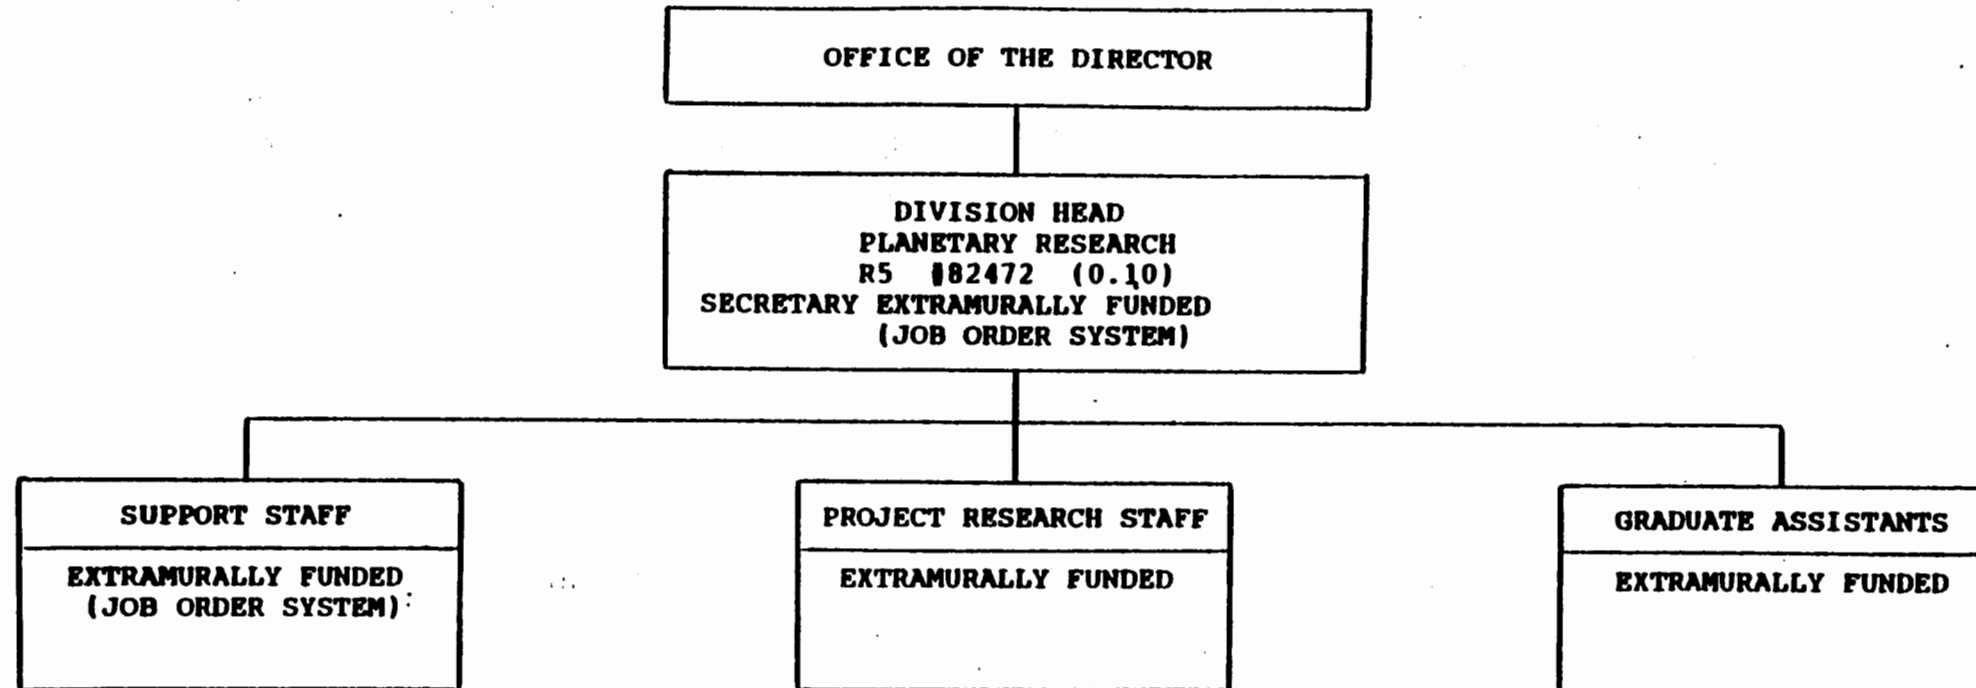 OFFICE OF THE DIRECTOR
DIVISION HEAD
PLANETARY RESEARCH
R5 #82472 (0.10)
SECRETARY EXTRAMURALLY FUNDED
(JOB ORDER SYSTEM)
SUPPORT STAFF
EXTRAMURALLY FUNDED
(JOB ORDER SYSTEM)
PROJECT RESEARCH STAFF
EXTRAMURALLY FUNDED
GRADUATE ASSISTANTS
EXTRAMURALLY FUNDED